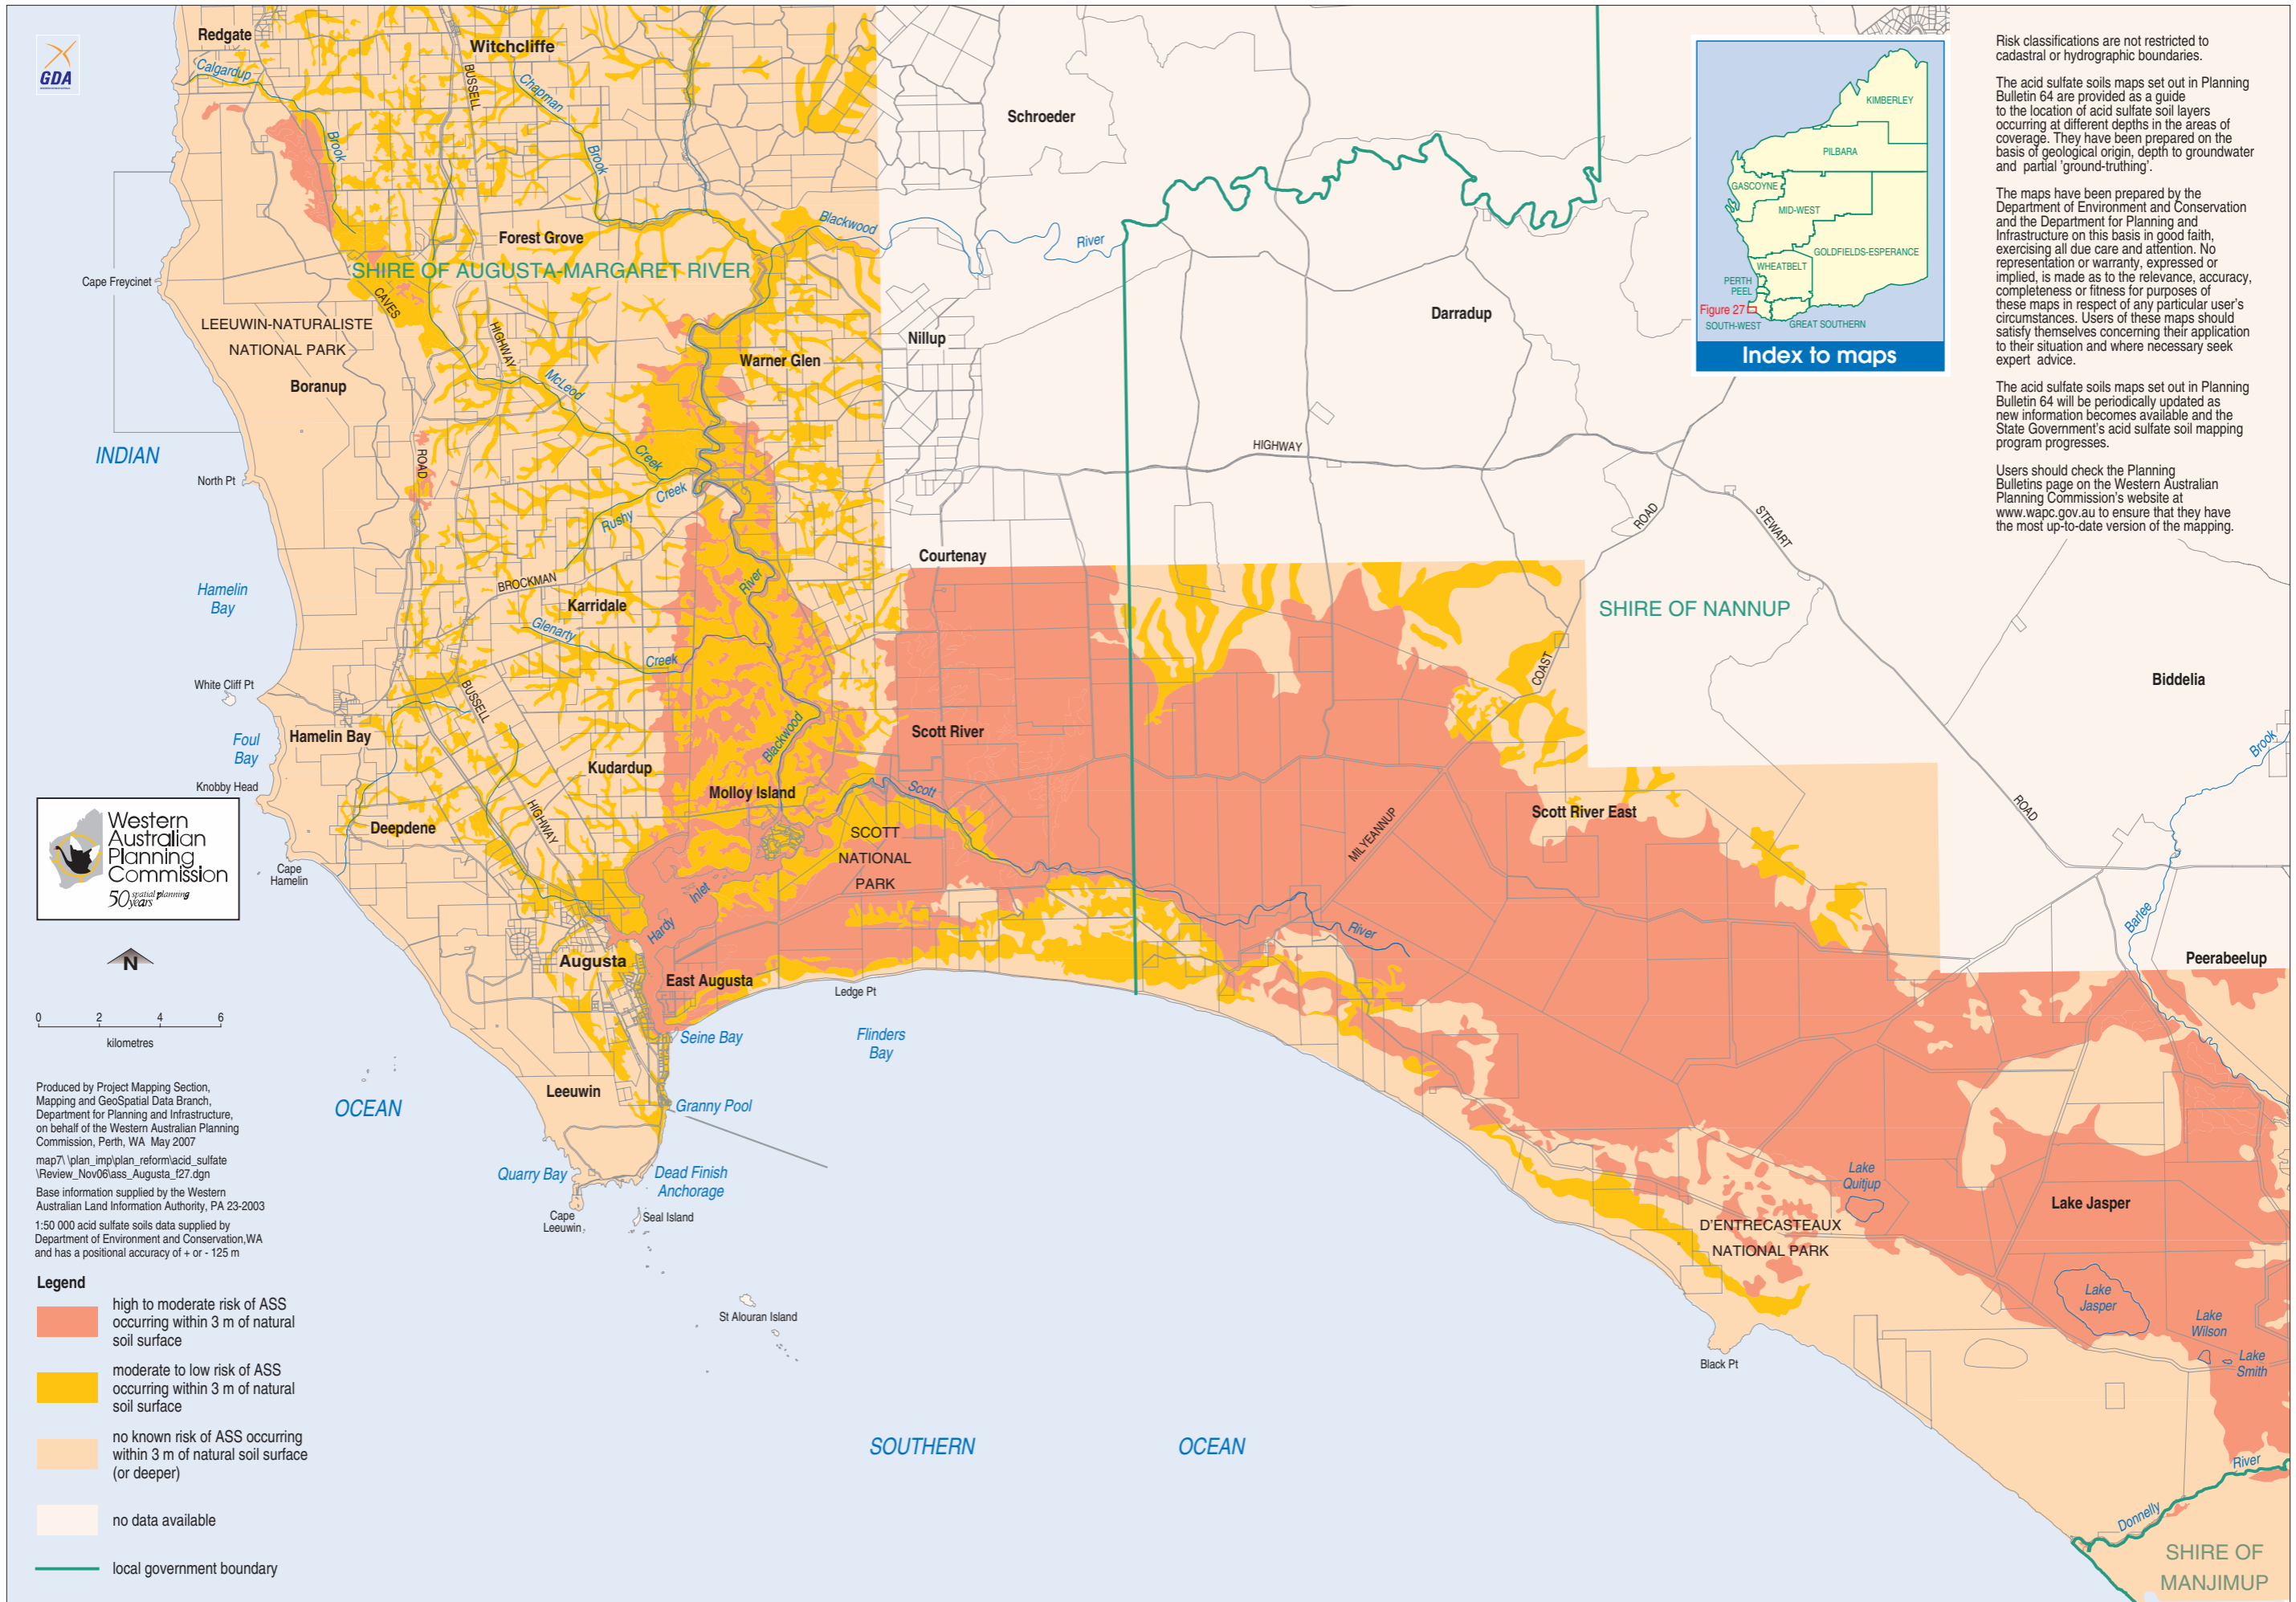 GDA
Redgate
Witchcliffe
Calgardup
Brook
BUSSELL
Chapman
Brook
Schroeder
Forest Grove
Blackwood
River
SHIRE OF AUGUSTA-MARGARET RIVER
Cape Freycinet
CAVES
LEEUWIN-NATURALISTE
NATIONAL PARK
HIGHWAY
Boranup
McLeod
Creek
Warner Glen
Nillup
Darradup
INDIAN
North Pt
ROAD
Creek
Rushy
HIGHWAY
ROAD
STEWART
Courtenay
BROCKMAN
River
Karridale
Hamelin
Bay
Glenarty
Creek
SHIRE OF NANNUP
COAST
White Cliff Pt
BUSSELL
Biddelia
Foul
Bay
Hamelin Bay
Blackwood
Scott River
Brook
Kudardup
Knobby Head
Molloy Island
Scott
HIGHWAY
Deepdene
SCOTT
NATIONAL
PARK
MILYEANNUP
Scott River East
ROAD
Western
Australian
Planning
Commission
50 years spatial planning
Cape
Hamelin
Inlet
Hardy
River
Barlee
Peerabeelup
N
Augusta
East Augusta
Ledge Pt
0 2 4 6
kilometres
Seine Bay
Flinders
Bay
Leeuwin
OCEAN
Granny Pool
Quarry Bay
Dead Finish
Anchorage
Cape
Leeuwin
Seal Island
St Alouran Island
Lake
Quitjup
Lake Jasper
D'ENTRECASTEAUX
NATIONAL PARK
Lake
Jasper
Lake
Wilson
Lake
Smith
Black Pt
SOUTHERN OCEAN
River
Donnelly
SHIRE OF
MANJIMUP
KIMBERLEY
PILBARA
GASCOYNE
MID-WEST
GOLDFIELDS-ESPERANCE
WHEATBELT
PERTH
PEEL
Figure 27
SOUTH-WEST
GREAT SOUTHERN
Index to maps
Risk classifications are not restricted to
cadastral or hydrographic boundaries.
The acid sulfate soils maps set out in Planning
Bulletin 64 are provided as a guide
to the location of acid sulfate soil layers
occurring at different depths in the areas of
coverage. They have been prepared on the
basis of geological origin, depth to groundwater
and partial 'ground-truthing'.
The maps have been prepared by the
Department of Environment and Conservation
and the Department for Planning and
Infrastructure on this basis in good faith,
exercising all due care and attention. No
representation or warranty, expressed or
implied, is made as to the relevance, accuracy,
completeness or fitness for purposes of
these maps in respect of any particular user's
circumstances. Users of these maps should
satisfy themselves concerning their application
to their situation and where necessary seek
expert advice.
The acid sulfate soils maps set out in Planning
Bulletin 64 will be periodically updated as
new information becomes available and the
State Government's acid sulfate soil mapping
program progresses.
Users should check the Planning
Bulletins page on the Western Australian
Planning Commission's website at
www.wapc.gov.au to ensure that they have
the most up-to-date version of the mapping.
Produced by Project Mapping Section,
Mapping and GeoSpatial Data Branch,
Department for Planning and Infrastructure,
on behalf of the Western Australian Planning
Commission, Perth, WA May 2007
map7\ \plan_imp\plan_reform\acid_sulfate
\Review_Nov06\ass_Augusta_f27.dgn
Base information supplied by the Western
Australian Land Information Authority, PA 23-2003
1:50 000 acid sulfate soils data supplied by
Department of Environment and Conservation,WA
and has a positional accuracy of + or - 125 m
Legend
high to moderate risk of ASS
occurring within 3 m of natural
soil surface
moderate to low risk of ASS
occurring within 3 m of natural
soil surface
no known risk of ASS occurring
within 3 m of natural soil surface
(or deeper)
no data available
local government boundary